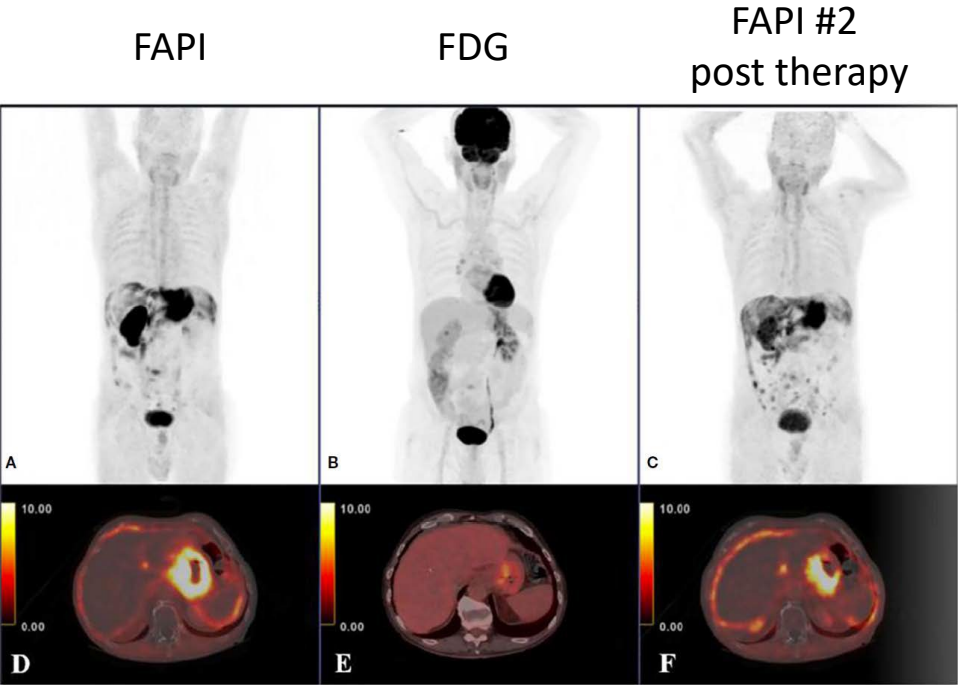 FAPI
FDG
FAPI #2
post therapy
A
B
C
10.00
0.00
D
10.00
0.00
E
10.00
0.00
F